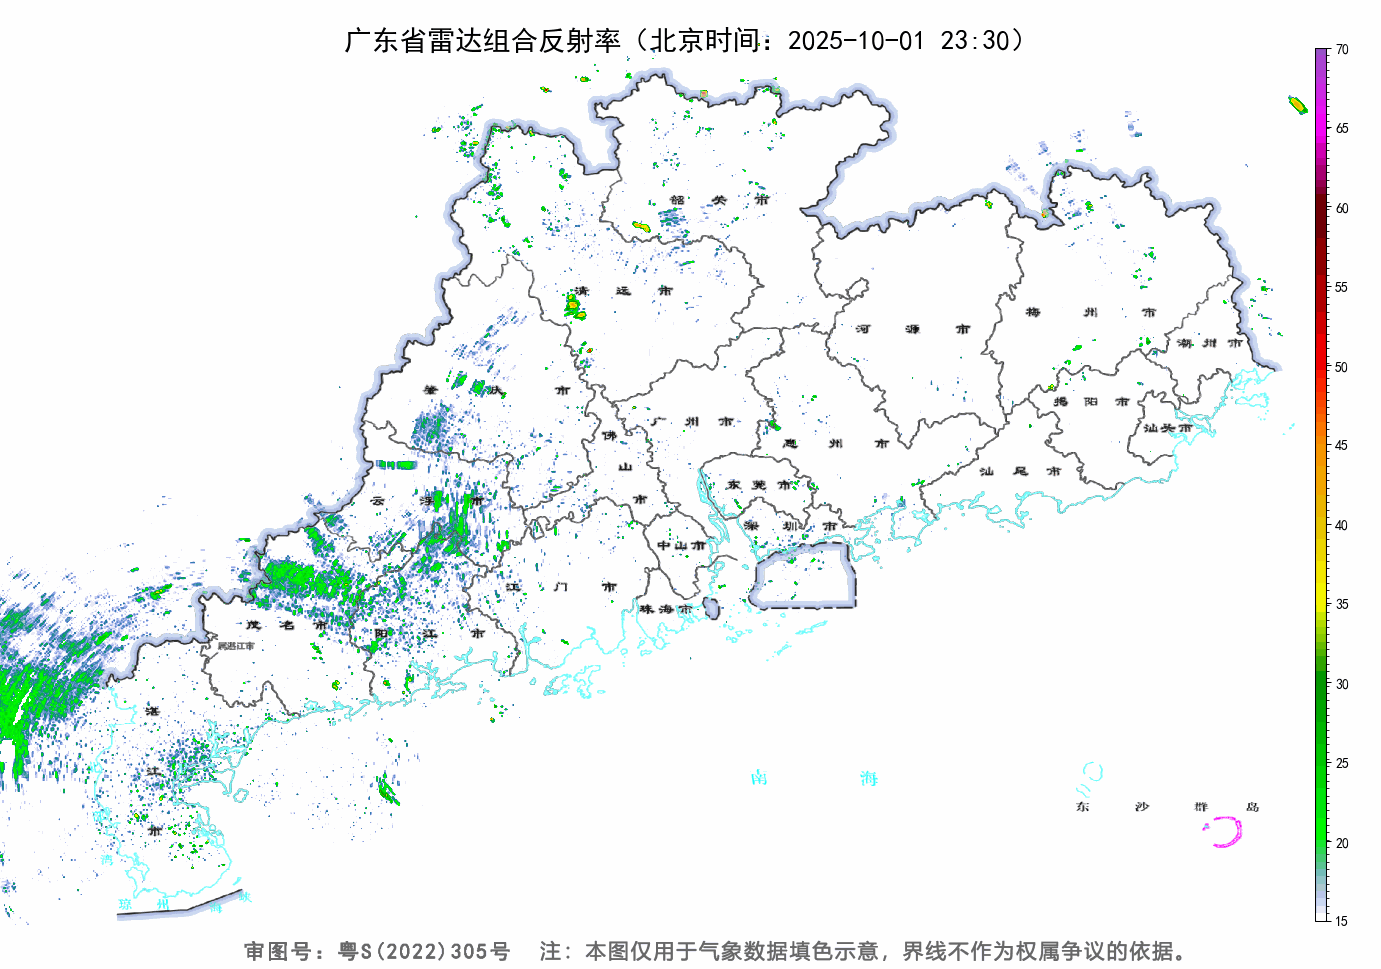 广东省雷达组合反射率（北京时间：2025-10-01 23:30）
70
65
60
55
50
45
40
35
30
25
20
15
韶关市
清远市
河源市
梅州市
潮州市
肇庆市
揭阳市
汕头市
广州市
佛山市
惠州市
汕尾市
东莞市
云浮市
深圳市
中山市
江门市
珠海市
茂名市
阳江市
属湛江市
湛江市
南海
东沙群岛
湾
琼州海峡
审图号：粤S(2022)305号 注：本图仅用于气象数据填色示意，界线不作为权属争议的依据。